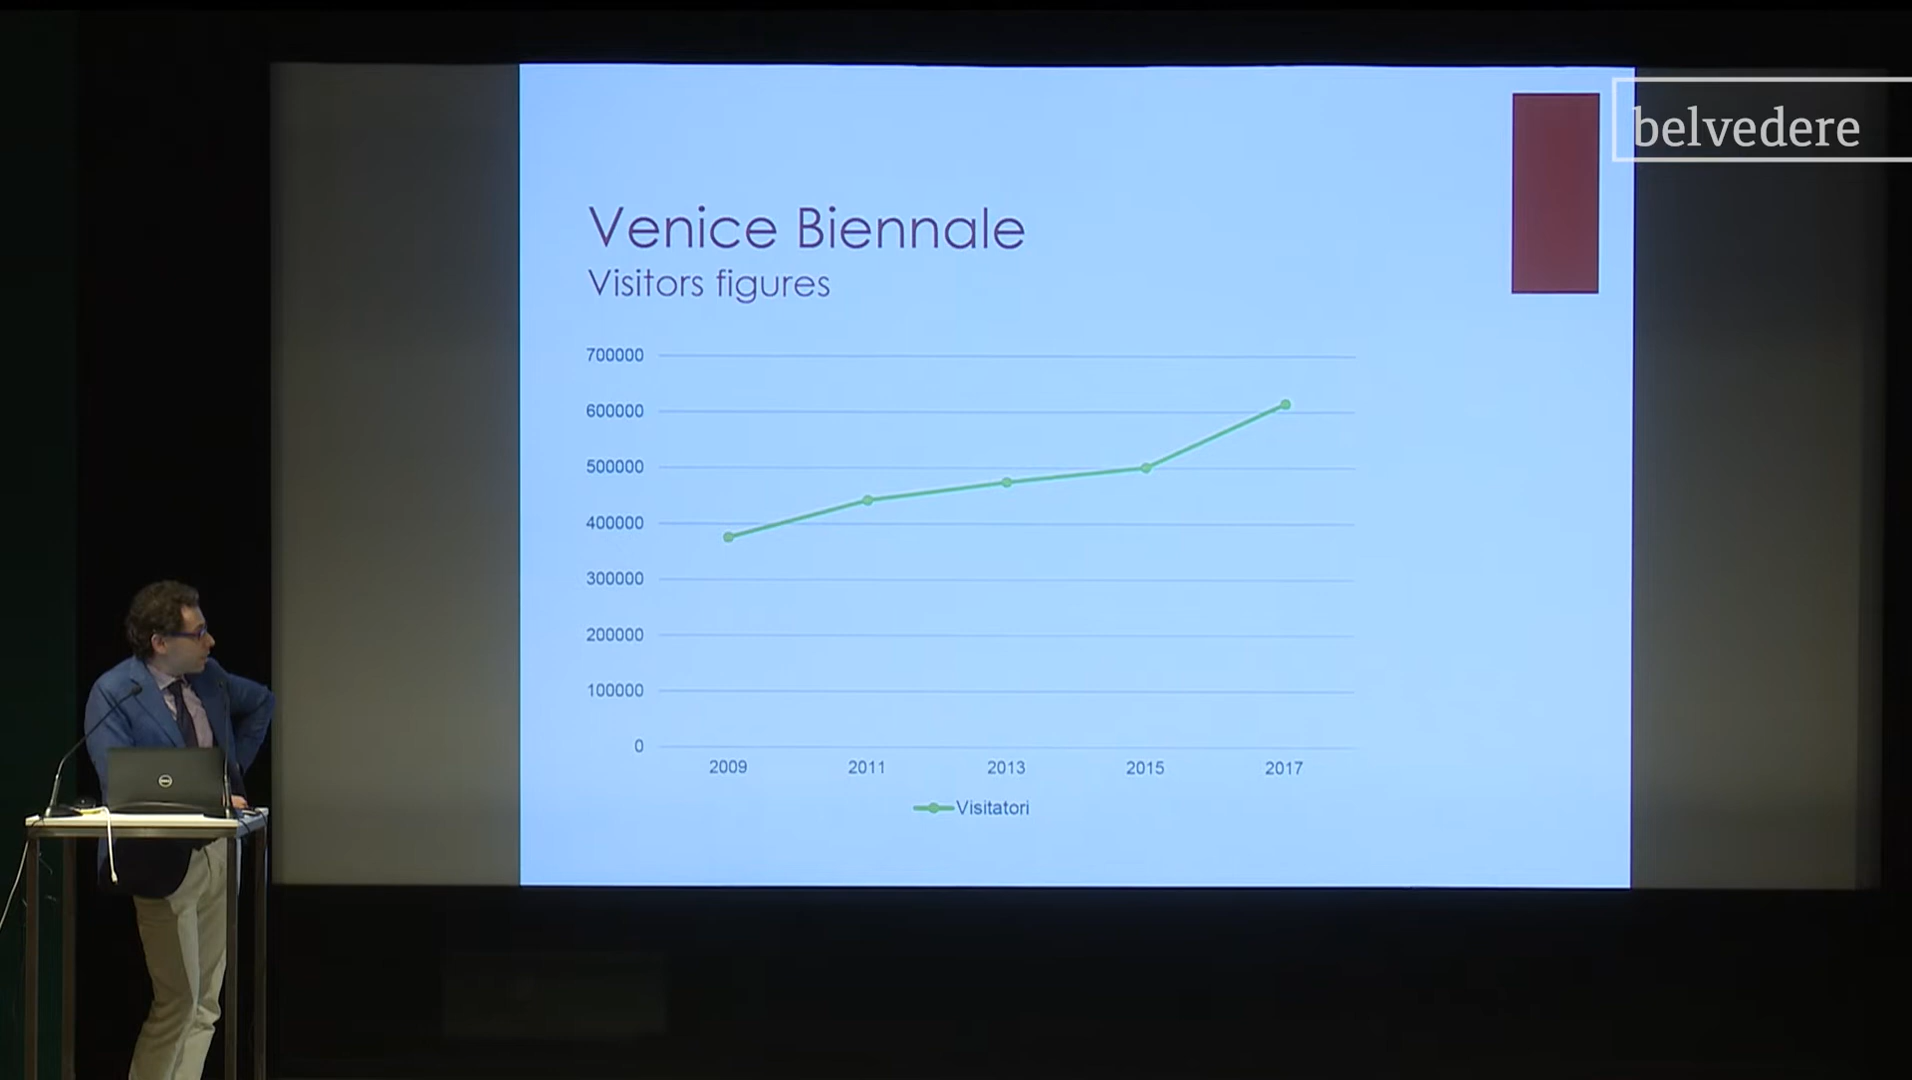 belvedere
Venice Biennale
Visitors figures
700000
600000
500000
400000
300000
200000
100000
0
2009 2011 2013 2015 2017
Visitatori